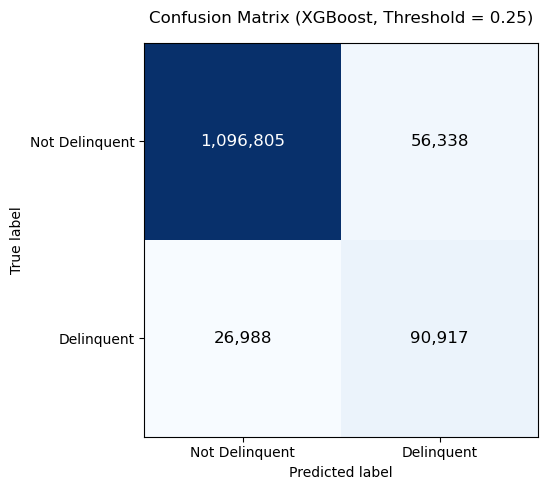 Confusion Matrix (XGBoost, Threshold = 0.25)
True label
Not Delinquent
1,096,805
56,338
Delinquent
26,988
90,917
Not Delinquent
Delinquent
Predicted label